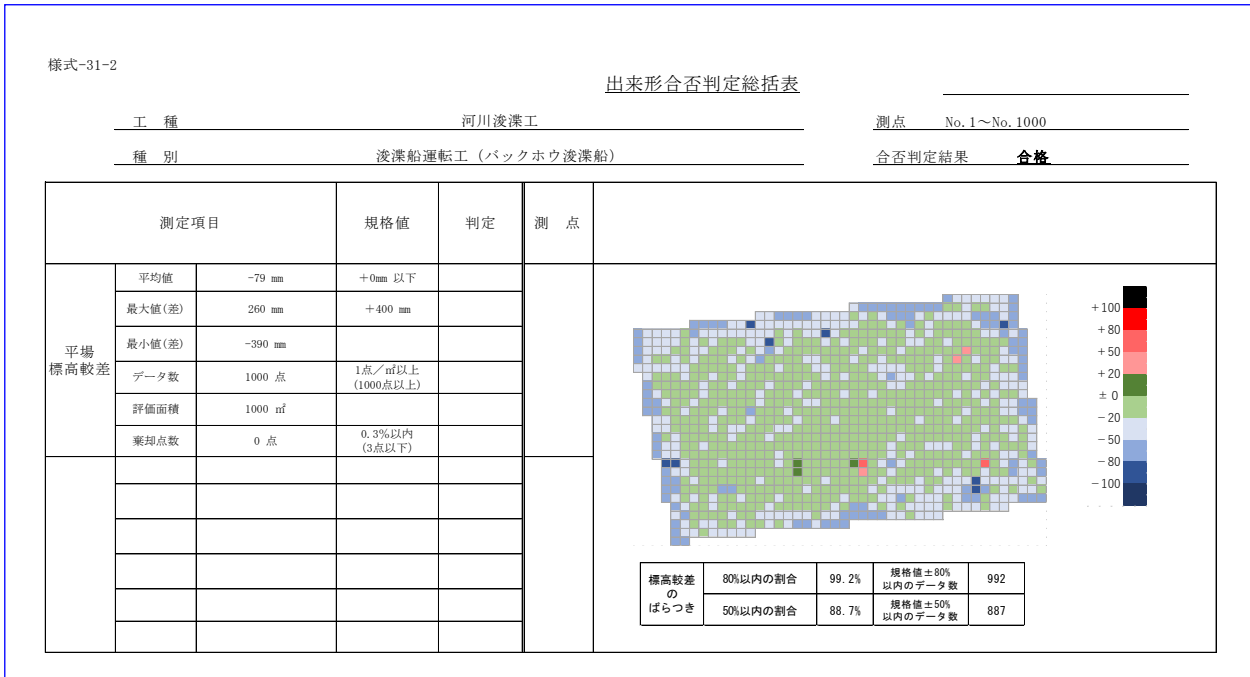 様式-31-2
出来形合否判定総括表
工 種 河川浚渫工 測点 No.1～No.1000
種 別 浚渫船運転工（バックホウ浚渫船） 合否判定結果 合格
測定項目 規格値 判定 測 点
平場
標高較差
平均値 -79 ㎜ ＋0㎜ 以下
最大値(差) 260 ㎜ ＋400 ㎜
最小値(差) -390 ㎜
データ数 1000 点 1点／㎡以上
(1000点以上)
評価面積 1000 ㎡
棄却点数 0 点 0.3%以内
(3点以下)
＋100
＋80
＋50
＋20
± 0
－20
－50
－80
－100
標高較差
の
ばらつき
80%以内の割合 99.2% 規格値±80%
以内のデータ数 992
50%以内の割合 88.7% 規格値±50%
以内のデータ数 887